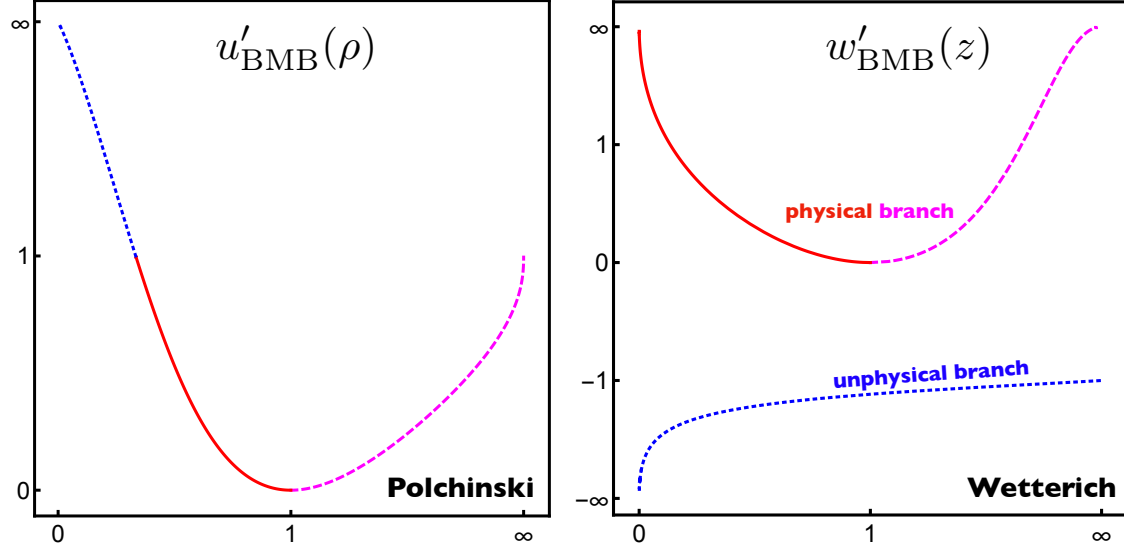 u′BMB(ρ)
∞
1
0
0
1
∞
Polchinski
w′BMB(z)
∞
1
0
−1
−∞
0
1
∞
physical branch
unphysical branch
Wetterich